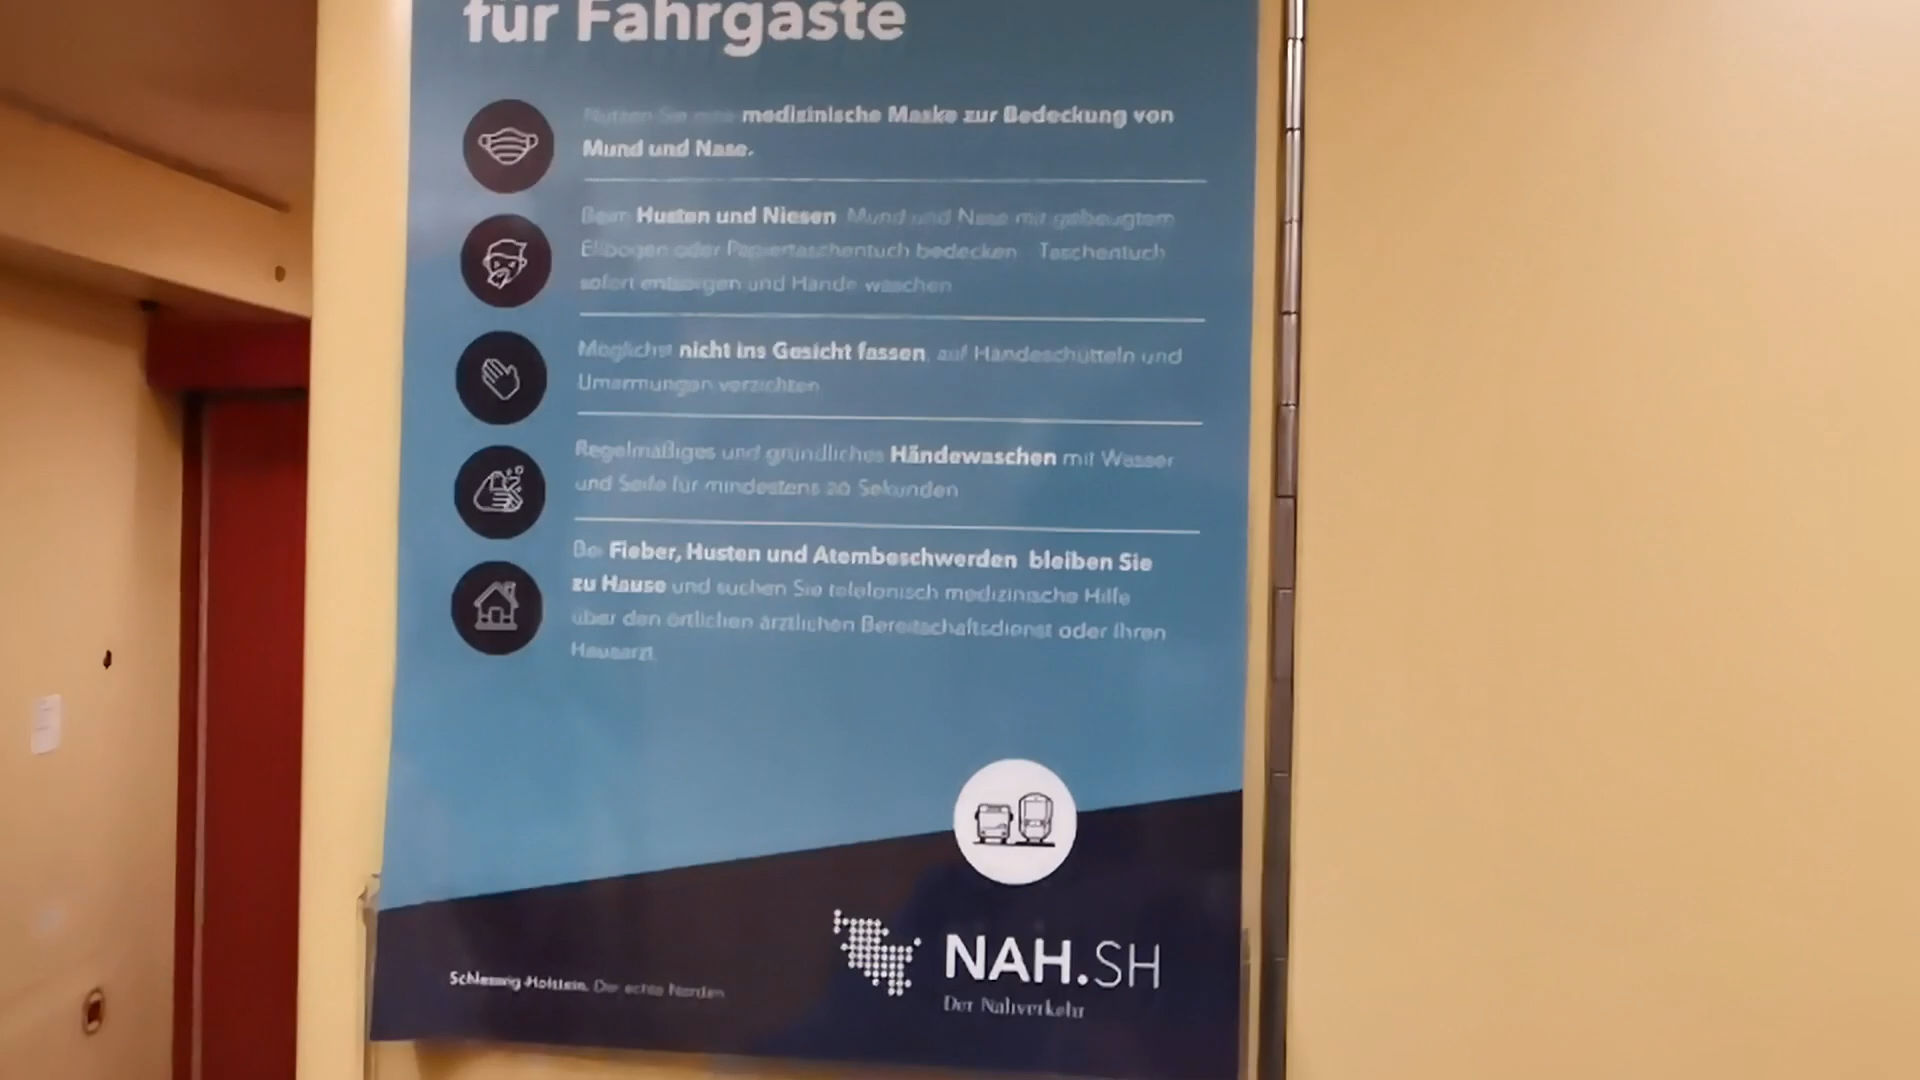 für Fahrgäste
Nutzen Sie eine medizinische Maske zur Bedeckung von
Mund und Nase.
Beim Husten und Niesen Mund und Nase mit gebeugtem
Ellbogen oder Papiertaschentuch bedecken Taschentuch
sofort entsorgen und Hände waschen
Möglichst nicht ins Gesicht fassen, auf Händeschütteln und
Umarmungen verzichten
Regelmäßiges und gründliches Händewaschen mit Wasser
und Seife für mindestens 20 Sekunden
Bei Fieber, Husten und Atembeschwerden bleiben Sie
zu Hause und suchen Sie telefonisch medizinische Hilfe
über den örtlichen ärztlichen Bereitschaftsdienst oder Ihren
Hausarzt.
NAH.SH
Der Nahverkehr
Schleswig-Holstein. Der echte Norden